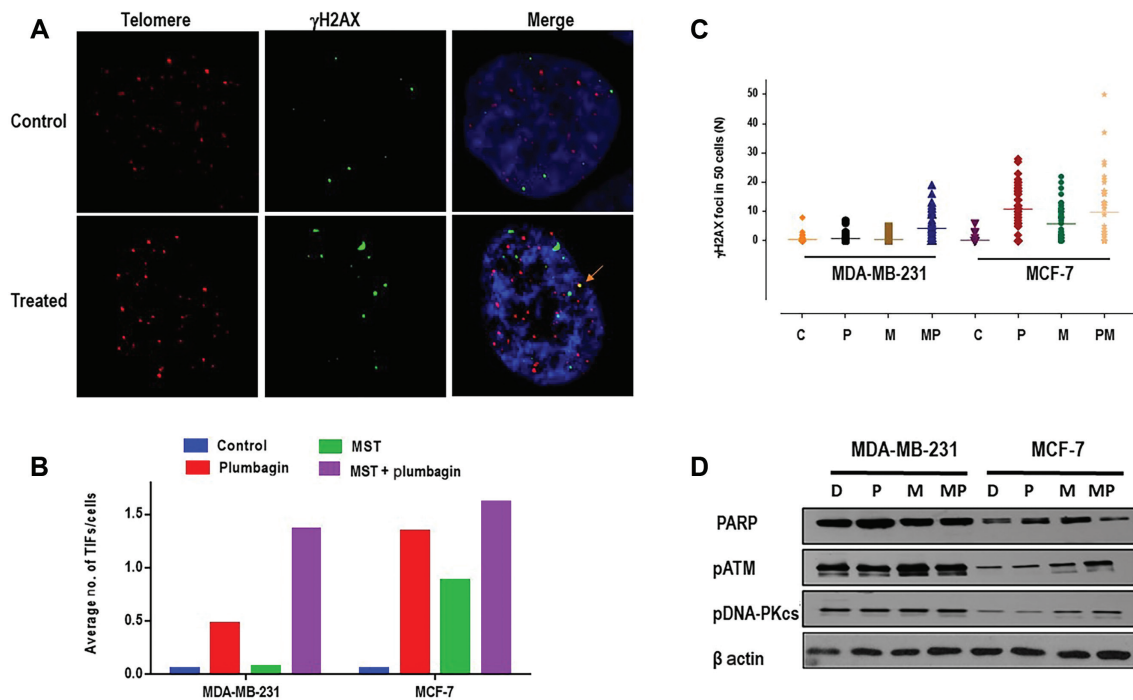 A
Telomere
γH2AX
Merge
Control
Treated
B
Control
Plumbagin
MST
MST + plumbagin
Average no. of TIFs/cells
1.5
1.0
0.5
0.0
MDA-MB-231
MCF-7
C
γH2AX foci in 50 cells (N)
50
40
30
20
10
0
MDA-MB-231
MCF-7
C P M MP C P M PM
D
MDA-MB-231
MCF-7
D P M MP D P M MP
PARP
pATM
pDNA-PKcs
β actin